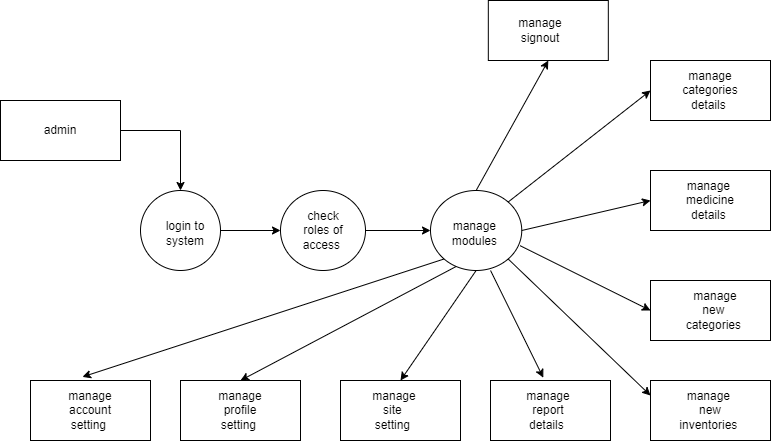 manage
signout
manage
categories
details
admin
manage
medicine
details
login to
system
check
roles of
access
manage
modules
manage
new
categories
manage
account
setting
manage
profile
setting
manage
site
setting
manage
report
details
manage
new
inventories